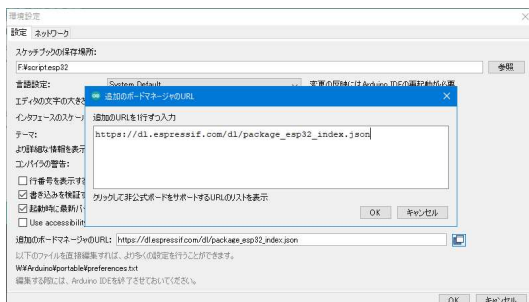 環境設定
設定 ネットワーク
スケッチブックの保存場所:
F:¥script.esp32
参照
言語設定: System Default 変更の反映にはArduino IDEの再起動が必要
エディタの文字の大きさ
インタフェースのスケール
テーマ:
より詳細な情報を表示
コンパイラの警告:
行番号を表示する
書き込みを検証す
起動時に最新バ
Use accessibility
追加のボードマネージャのURL
追加のURLを1行ずつ入力
https://dl.espressif.com/dl/package_esp32_index.json
クリックして非公式ボードをサポートするURLのリストを表示
OK キャンセル
追加のボードマネージャのURL: https://dl.espressif.com/dl/package_esp32_index.json
以下のファイルを直接編集すれば、より多くの設定を行うことができます。
W:¥Arduino¥portable¥preferences.txt
編集する際には、Arduino IDEを終了させておいてください。
OK キャンセル